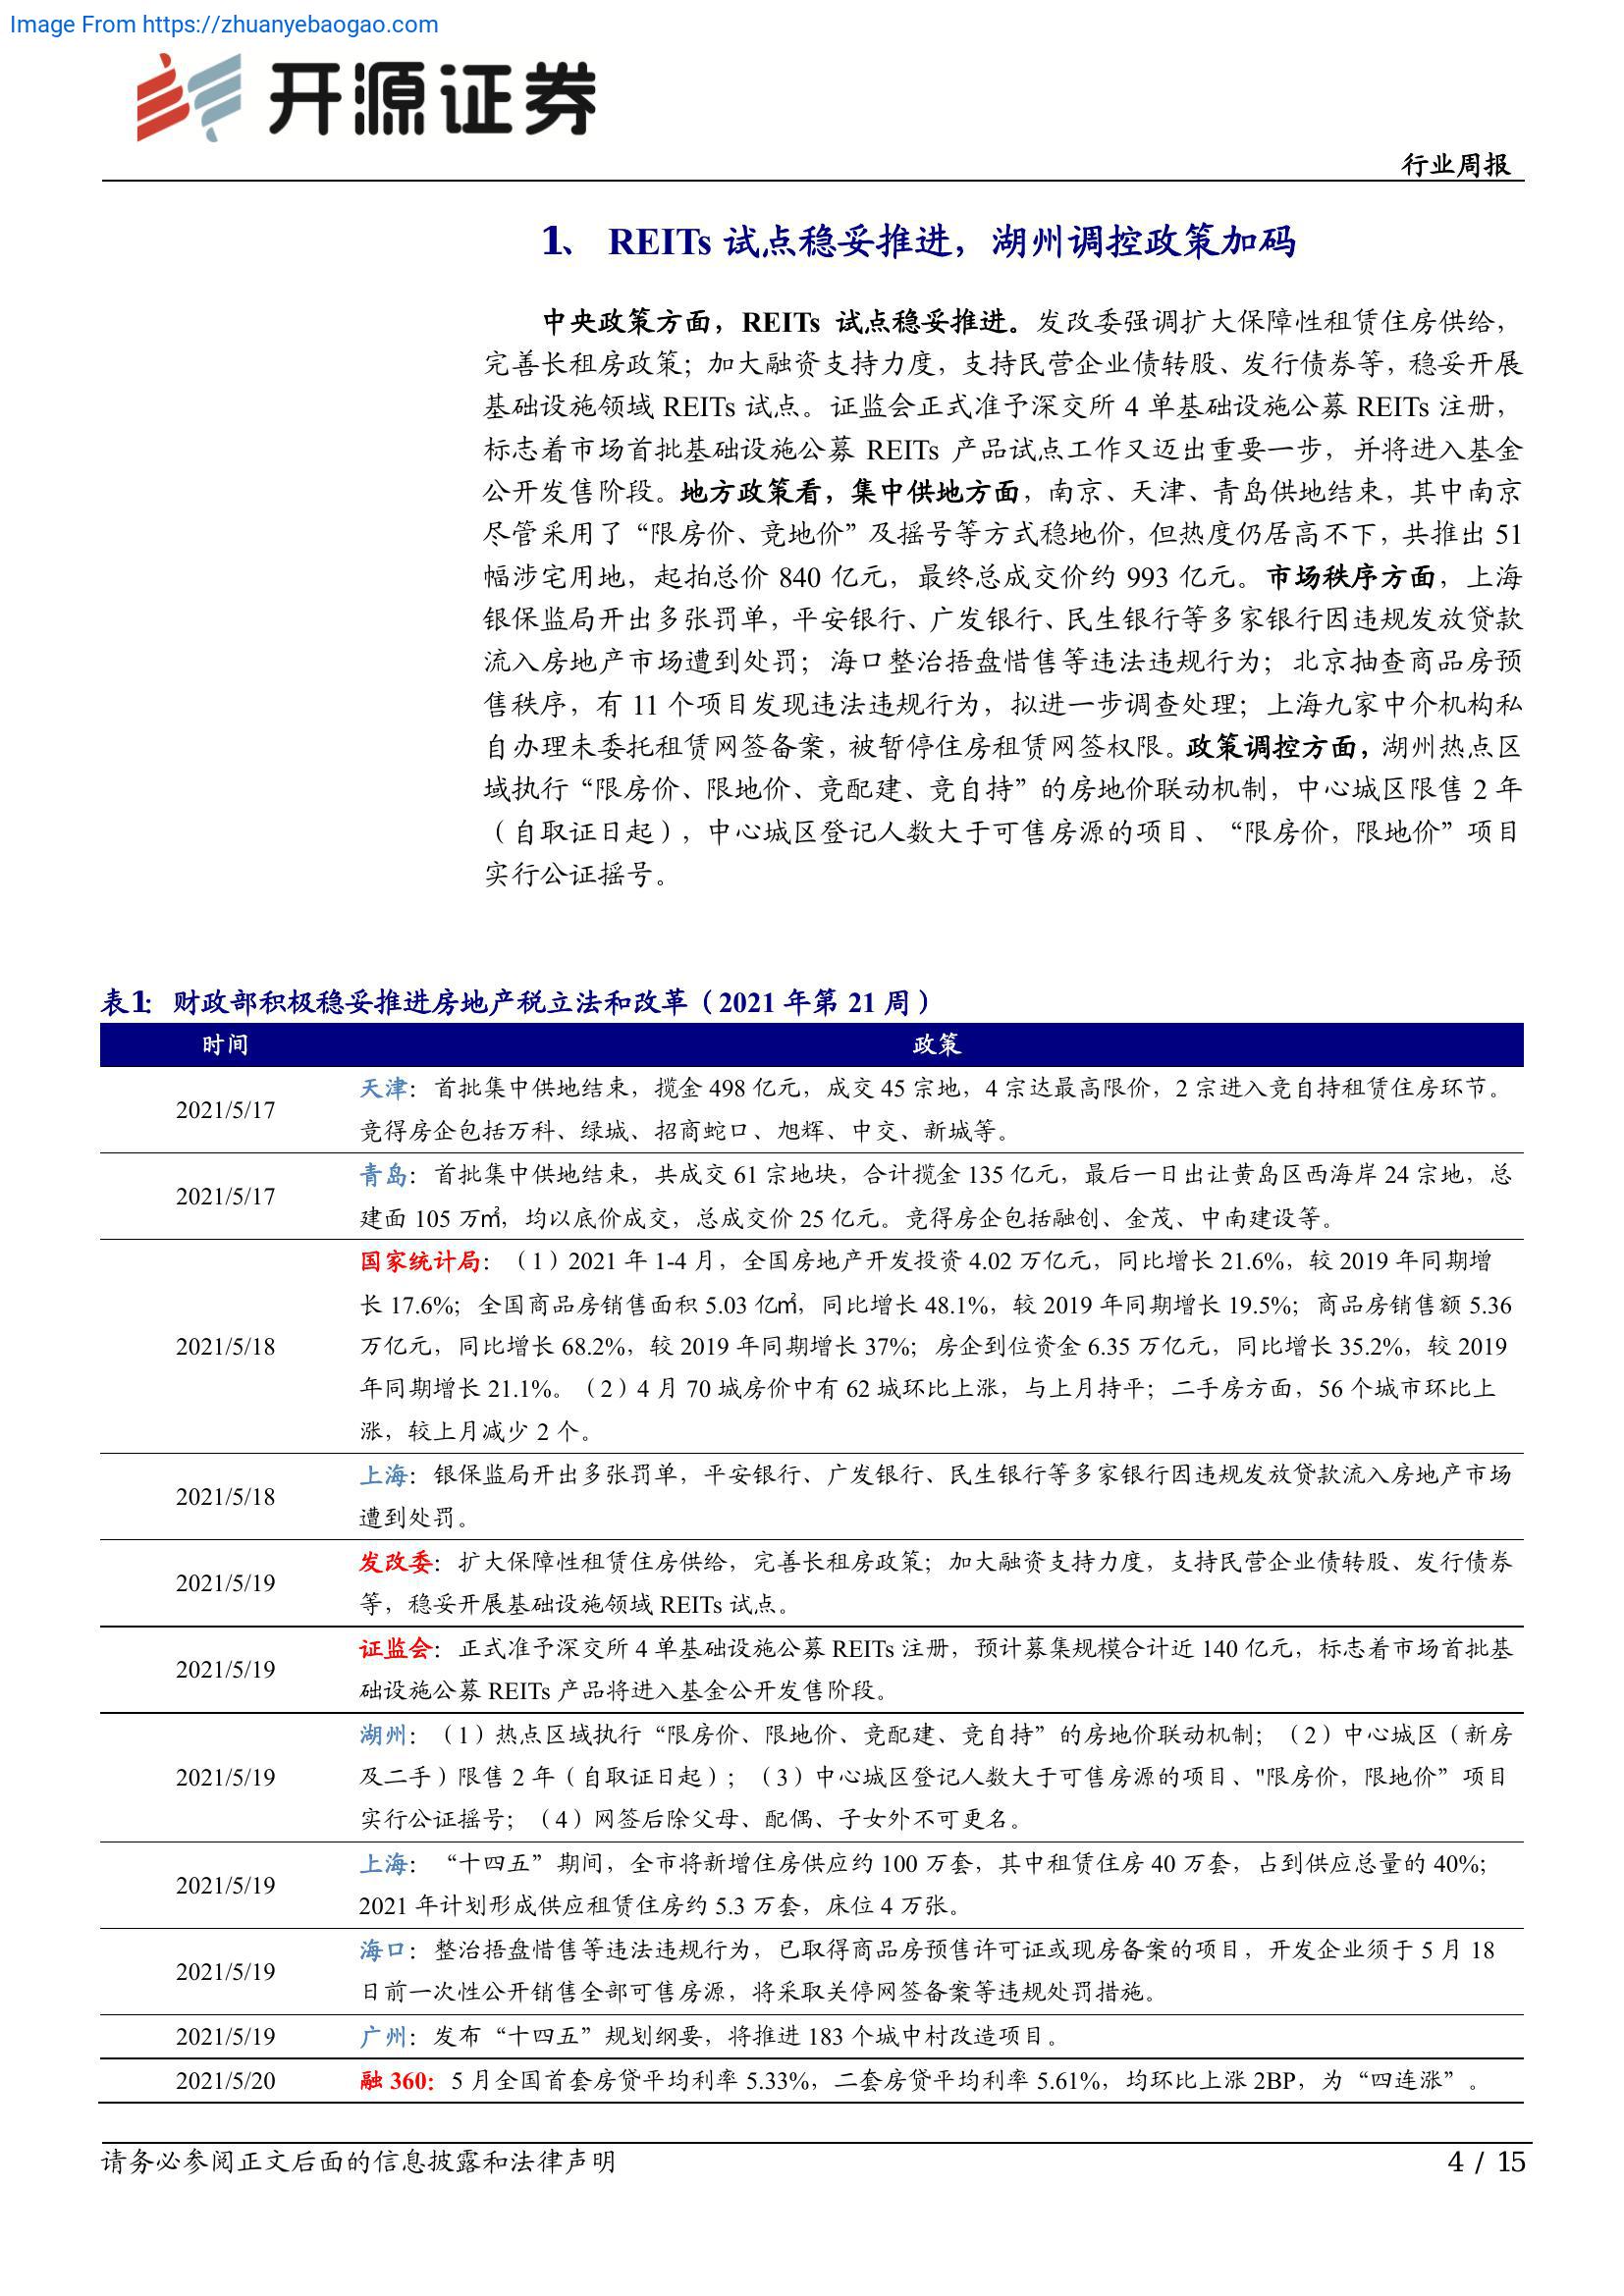 Image From https://zhuanyebaogao.com
开源证券
行业周报
1、 REITs 试点稳妥推进，湖州调控政策加码
中央政策方面，REITs 试点稳妥推进。发改委强调扩大保障性租赁住房供给，
完善长租房政策；加大融资支持力度，支持民营企业债转股、发行债券等，稳妥开展
基础设施领域 REITs 试点。证监会正式准予深交所 4 单基础设施公募 REITs 注册，
标志着市场首批基础设施公募 REITs 产品试点工作又迈出重要一步，并将进入基金
公开发售阶段。地方政策看，集中供地方面，南京、天津、青岛供地结束，其中南京
尽管采用了“限房价、竞地价”及摇号等方式稳地价，但热度仍居高不下，共推出 51
幅涉宅用地，起拍总价 840 亿元，最终总成交价约 993 亿元。市场秩序方面，上海
银保监局开出多张罚单，平安银行、广发银行、民生银行等多家银行因违规发放贷款
流入房地产市场遭到处罚；海口整治捂盘惜售等违法违规行为；北京抽查商品房预
售秩序，有 11 个项目发现违法违规行为，拟进一步调查处理；上海九家中介机构私
自办理未委托租赁网签备案，被暂停住房租赁网签权限。政策调控方面，湖州热点区
域执行“限房价、限地价、竞配建、竞自持”的房地价联动机制，中心城区限售 2 年
（自取证日起），中心城区登记人数大于可售房源的项目、“限房价，限地价”项目
实行公证摇号。
表1：财政部积极稳妥推进房地产税立法和改革（2021 年第 21 周）
时间 政策
2021/5/17 天津：首批集中供地结束，揽金 498 亿元，成交 45 宗地，4 宗达最高限价，2 宗进入竞自持租赁住房环节。
竞得房企包括万科、绿城、招商蛇口、旭辉、中交、新城等。
2021/5/17 青岛：首批集中供地结束，共成交 61 宗地块，合计揽金 135 亿元，最后一日出让黄岛区西海岸 24 宗地，总
建面 105 万㎡，均以底价成交，总成交价 25 亿元。竞得房企包括融创、金茂、中南建设等。
2021/5/18 国家统计局：（1）2021 年 1-4 月，全国房地产开发投资 4.02 万亿元，同比增长 21.6%，较 2019 年同期增
长 17.6%；全国商品房销售面积 5.03 亿㎡，同比增长 48.1%，较 2019 年同期增长 19.5%；商品房销售额 5.36
万亿元，同比增长 68.2%，较 2019 年同期增长 37%；房企到位资金 6.35 万亿元，同比增长 35.2%，较 2019
年同期增长 21.1%。（2）4 月 70 城房价中有 62 城环比上涨，与上月持平；二手房方面，56 个城市环比上
涨，较上月减少 2 个。
2021/5/18 上海：银保监局开出多张罚单，平安银行、广发银行、民生银行等多家银行因违规发放贷款流入房地产市场
遭到处罚。
2021/5/19 发改委：扩大保障性租赁住房供给，完善长租房政策；加大融资支持力度，支持民营企业债转股、发行债券
等，稳妥开展基础设施领域 REITs 试点。
2021/5/19 证监会：正式准予深交所 4 单基础设施公募 REITs 注册，预计募集规模合计近 140 亿元，标志着市场首批基
础设施公募 REITs 产品将进入基金公开发售阶段。
2021/5/19 湖州：（1）热点区域执行“限房价、限地价、竞配建、竞自持”的房地价联动机制；（2）中心城区（新房
及二手）限售 2 年（自取证日起）；（3）中心城区登记人数大于可售房源的项目、"限房价，限地价”项目
实行公证摇号；（4）网签后除父母、配偶、子女外不可更名。
2021/5/19 上海：“十四五”期间，全市将新增住房供应约 100 万套，其中租赁住房 40 万套，占到供应总量的 40%；
2021 年计划形成供应租赁住房约 5.3 万套，床位 4 万张。
2021/5/19 海口：整治捂盘惜售等违法违规行为，已取得商品房预售许可证或现房备案的项目，开发企业须于 5 月 18
日前一次性公开销售全部可售房源，将采取关停网签备案等违规处罚措施。
2021/5/19 广州：发布“十四五”规划纲要，将推进 183 个城中村改造项目。
2021/5/20 融 360：5 月全国首套房贷平均利率 5.33%，二套房贷平均利率 5.61%，均环比上涨 2BP，为“四连涨”。
请务必参阅正文后面的信息披露和法律声明 4 / 15